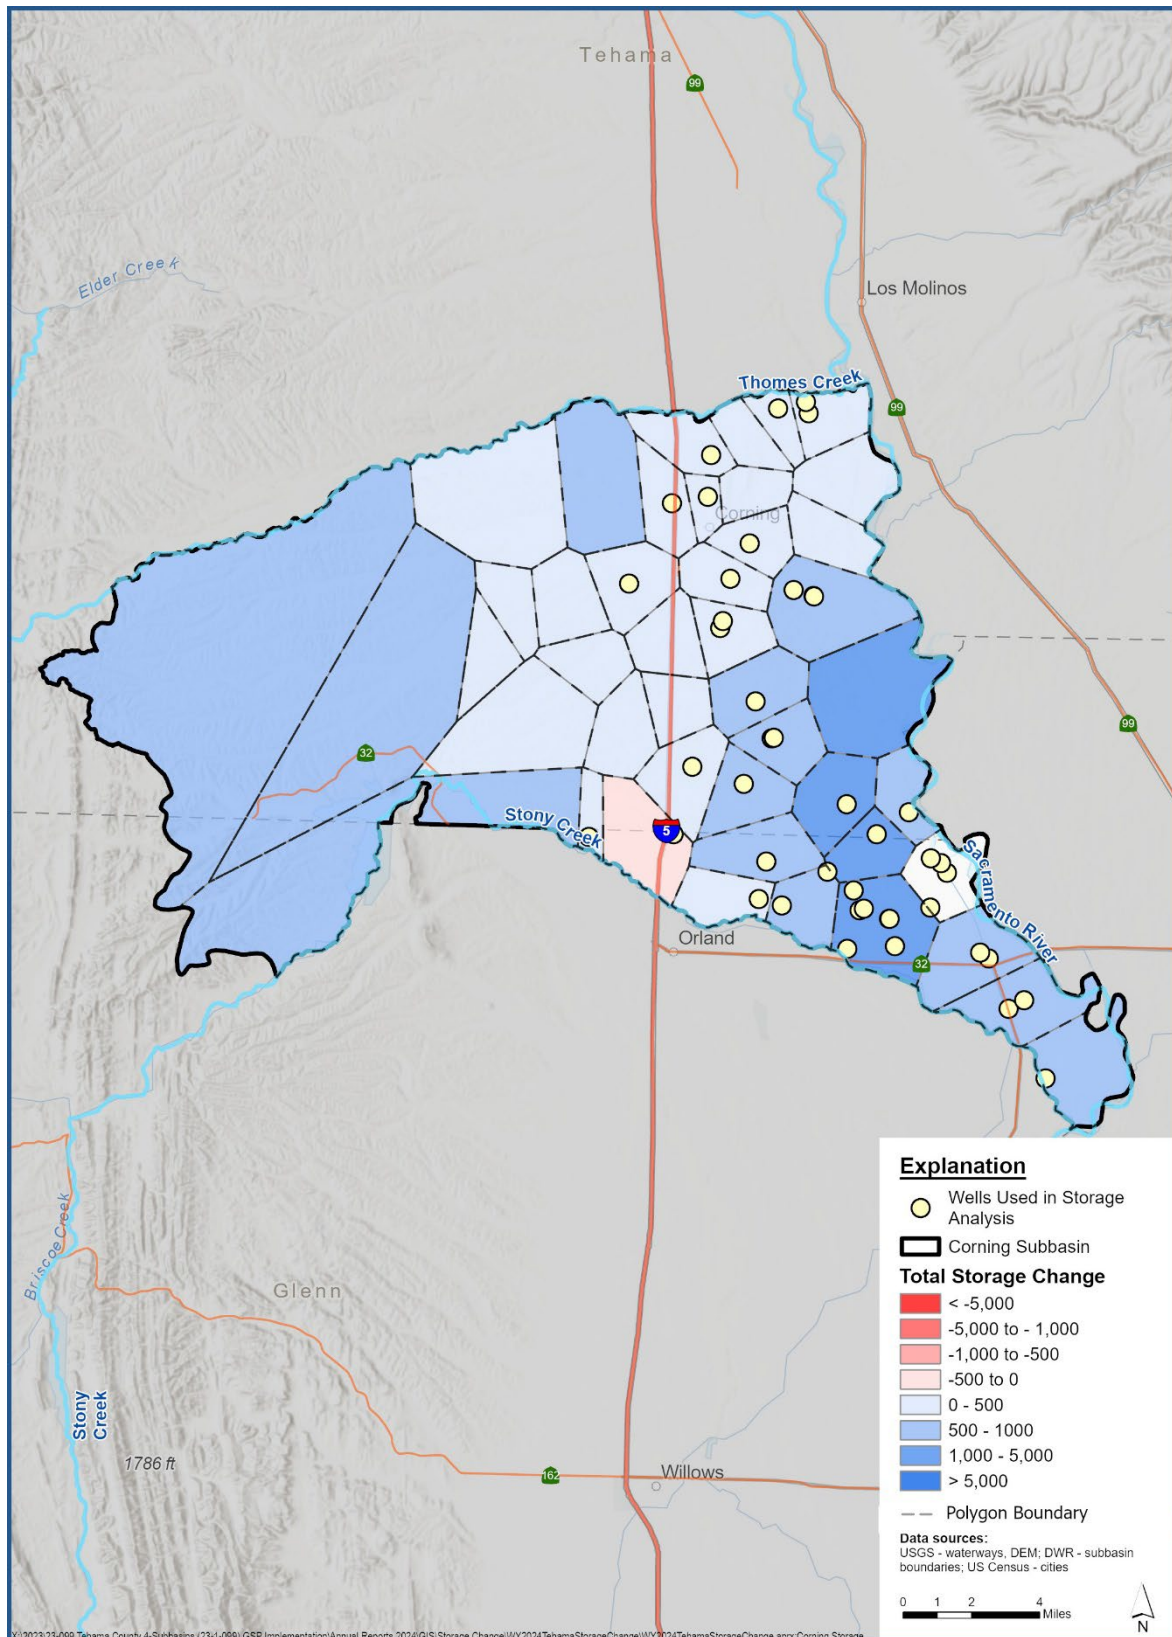 Tehama
99
Elder Creek
Los Molinos
Thomes Creek
99
Corning
99
32
Stony Creek
5
Sacramento River
Orland
32
Briscoe Creek
Glenn
Stony
Creek
1786 ft
162
Willows
Explanation
Wells Used in Storage
Analysis
Corning Subbasin
Total Storage Change
< -5,000
-5,000 to - 1,000
-1,000 to -500
-500 to 0
0 - 500
500 - 1000
1,000 - 5,000
> 5,000
Polygon Boundary
Data sources:
USGS - waterways, DEM; DWR - subbasin
boundaries; US Census - cities
0 1 2 4
Miles
N